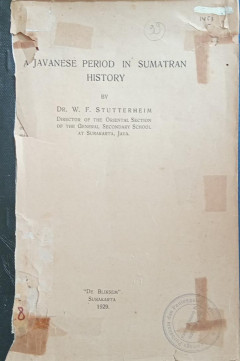 A JAVANESE PERIOD IN SUMATRAN
HISTORY
BY
DR. W. F. STUTTERHEIM
DIRECTOR OF THE ORIENTAL SECTION
OF THE GENERAL SECONDARY SCHOOL
AT SURAKARTA, JAVA.
"DE BLIKSEM"
SURAKARTA
1929.
8